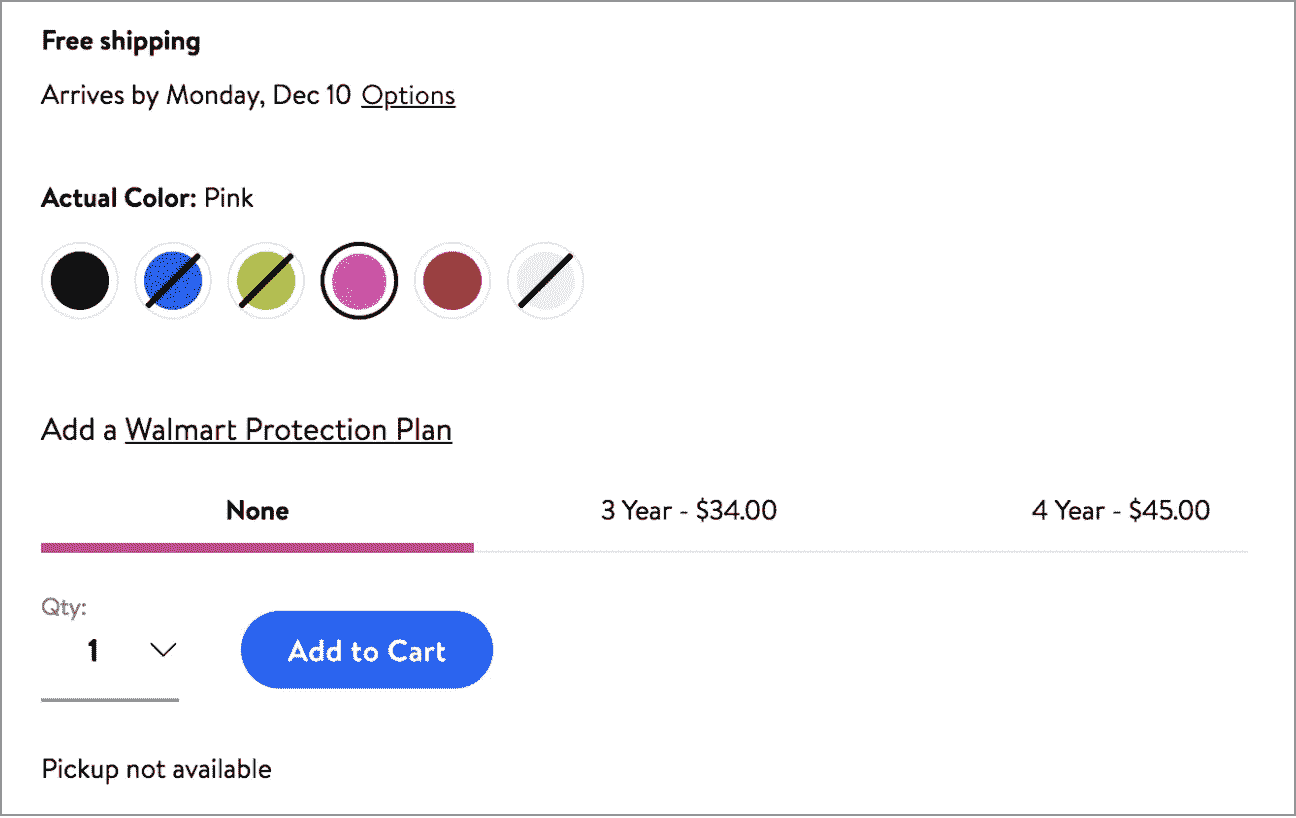 Free shipping
Arrives by Monday, Dec 10 Options
Actual Color: Pink
Add a Walmart Protection Plan
None 3 Year - $34.00 4 Year - $45.00
Qty:
1 Add to Cart
Pickup not available